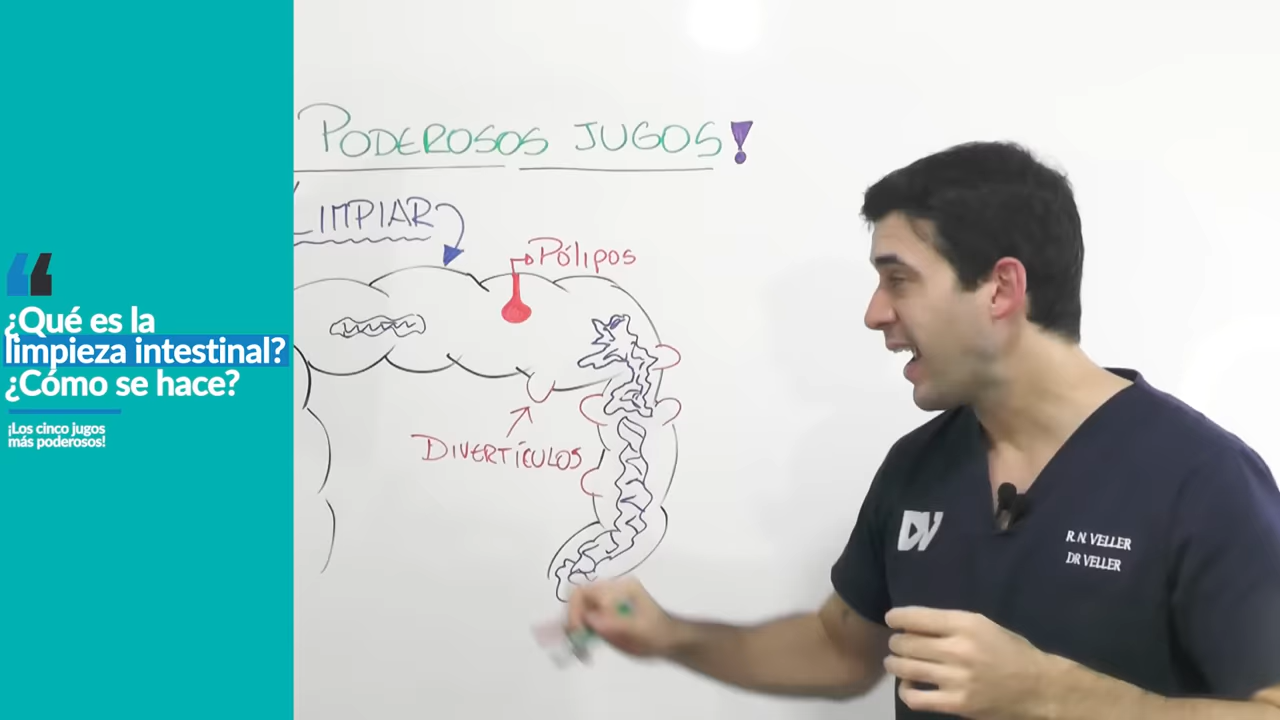 ¿Qué es la
limpieza intestinal?
¿Cómo se hace?
¡Los cinco jugos
más poderosos!
PODEROSOS JUGOS!
LIMPIAR
PÓLIPOS
DIVERTÍCULOS
DV
R. N. VELLER
DR VELLER